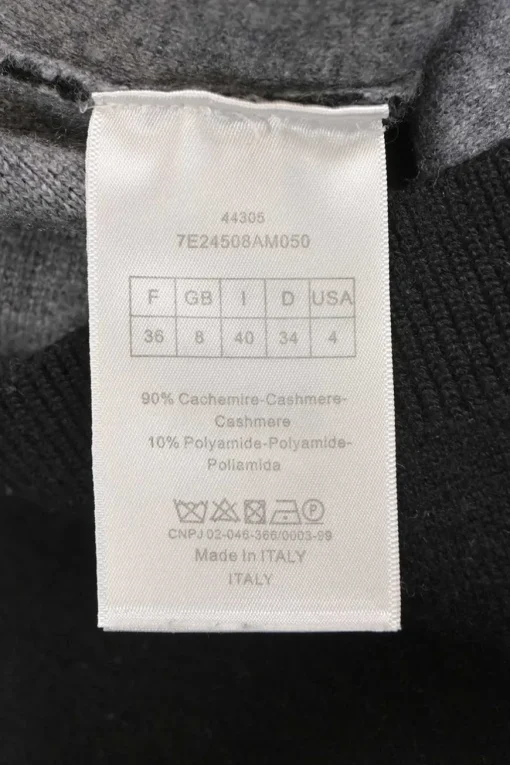 44305
7E24508AM050
F GB I D USA
36 8 40 34 4
90% Cachemire-Cashmere-
Cashmere
10% Polyamide-Polyamide-
Poliamida
P
CNPJ 02-046-366/0003-99
Made In ITALY
ITALY